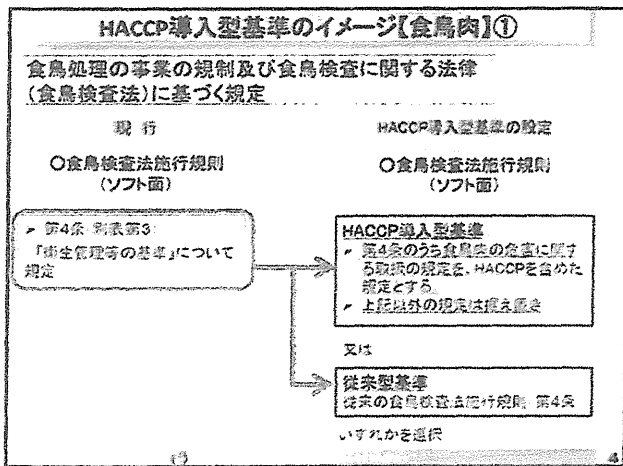 HACCP導入型基準のイメージ【食鳥肉】①
食鳥処理の事業の規制及び食鳥検査に関する法律
(食鳥検査法)に基づく規定
現 行
HACCP導入型基準の設定
○食鳥検査法施行規則
(ソフト面)
○食鳥検査法施行規則
(ソフト面)
第4条 別表第3:
「衛生管理等の基準」について
規定
HACCP導入型基準
第4条のうち食鳥肉の危害に関す
る取扱の規定を、HACCPを含めた
規定とする
上記以外の規定は据え置き
又は
従来型基準
従来の食鳥検査法施行規則 第4条
いずれかを選択
4